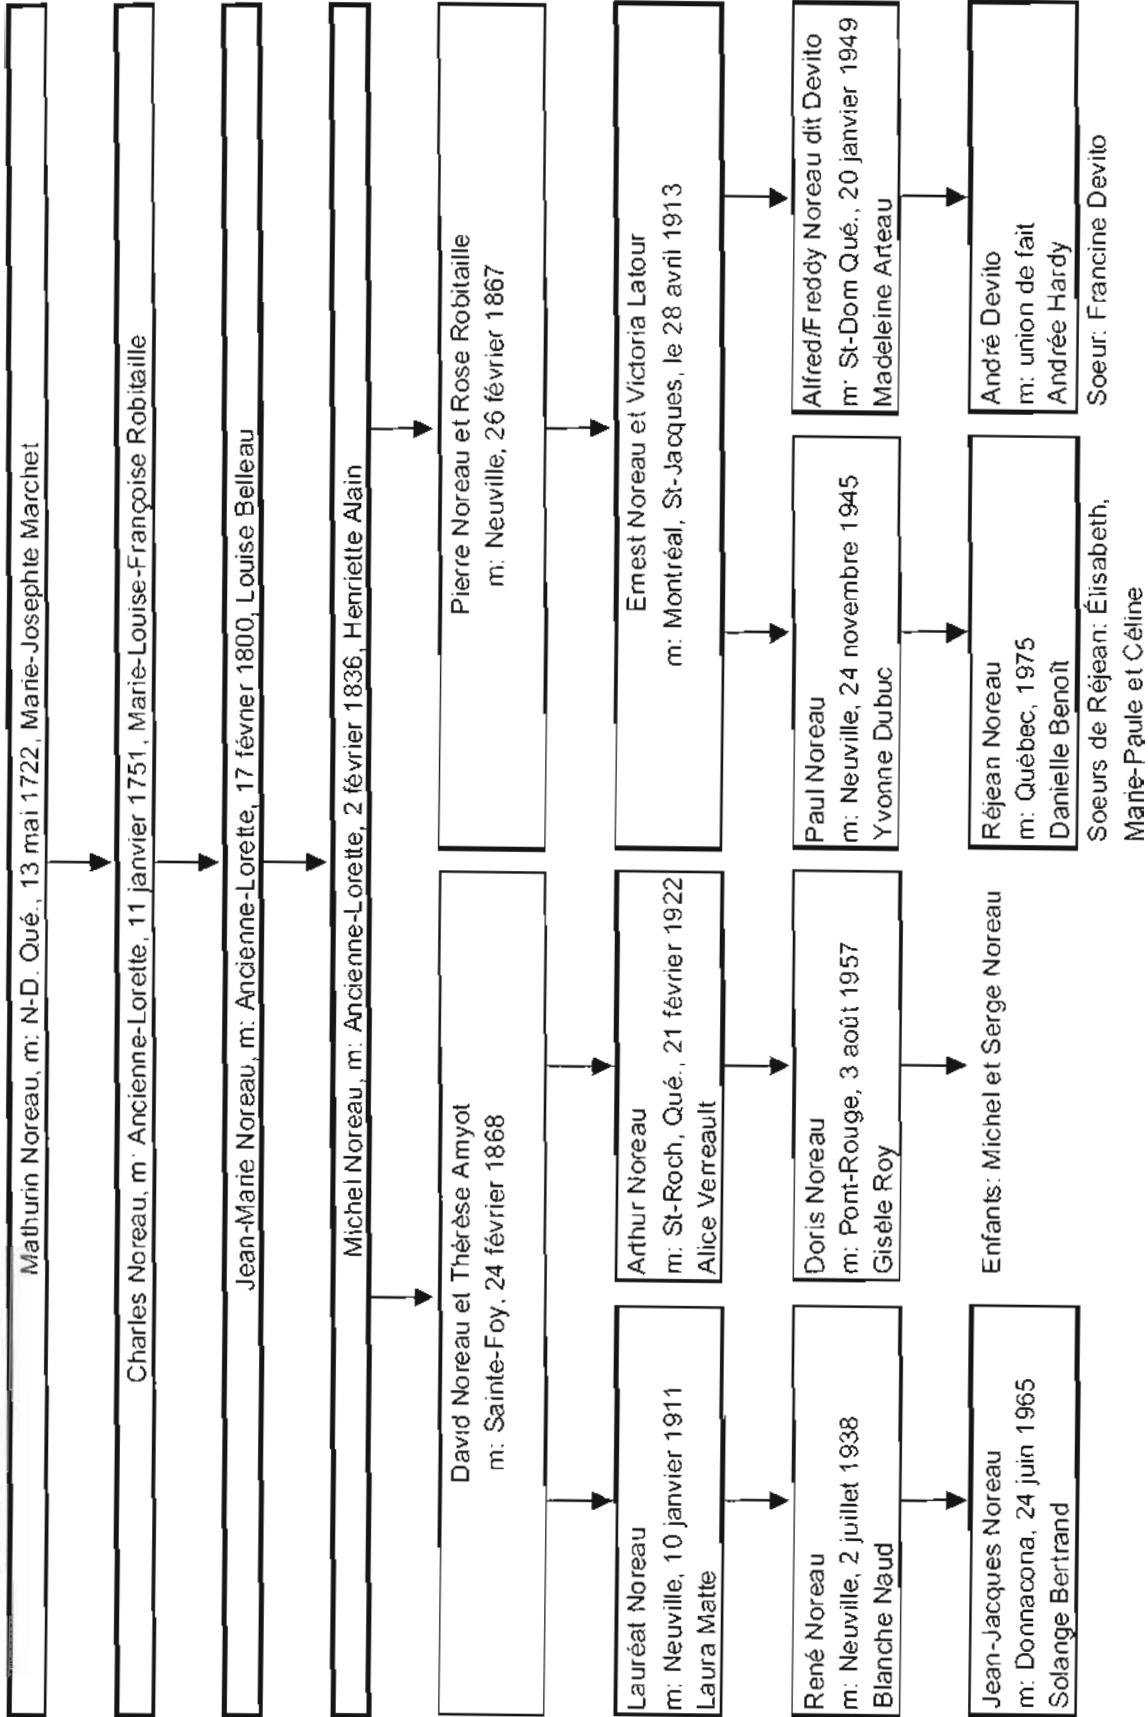 Mathurin Noreau, m: N-D. Qué., 13 mai 1722, Marie-Josephte Marchet
Charles Noreau, m: Ancienne-Lorette, 11 janvier 1751, Marie-Louise-Françoise Robitaille
Jean-Marie Noreau, m: Ancienne-Lorette, 17 février 1800, Louise Belleau
Michel Noreau, m: Ancienne-Lorette, 2 février 1836, Henriette Alain
David Noreau et Thérèse Amyot
m: Sainte-Foy, 24 février 1868
Pierre Noreau et Rose Robitaille
m: Neuville, 26 février 1867
Lauréat Noreau
m: Neuville, 10 janvier 1911
Laura Matte
Arthur Noreau
m: St-Roch, Qué., 21 février 1922
Alice Verreault
Ernest Noreau et Victoria Latour
m: Montréal, St-Jacques, le 28 avril 1913
René Noreau
m: Neuville, 2 juillet 1938
Blanche Naud
Doris Noreau
m: Pont-Rouge, 3 août 1957
Gisèle Roy
Paul Noreau
m: Neuville, 24 novembre 1945
Yvonne Dubuc
Alfred/Freddy Noreau dit Devito
m: St-Dom Qué., 20 janvier 1949
Madeleine Arteau
Jean-Jacques Noreau
m: Donnacona, 24 juin 1965
Solange Bertrand
Enfants: Michel et Serge Noreau
Réjean Noreau
m: Québec, 1975
Danielle Benoît
Soeurs de Réjean: Élisabeth,
Marie-Paule et Céline
André Devito
m: union de fait
Andrée Hardy
Soeur: Francine Devito